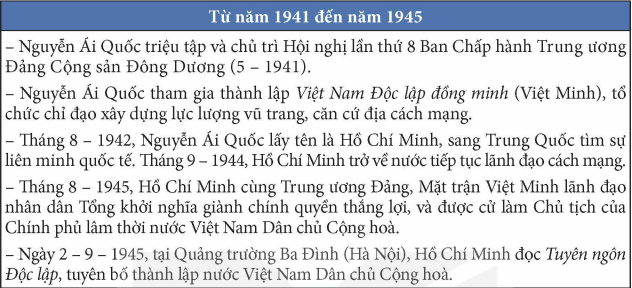 Từ năm 1941 đến năm 1945
– Nguyễn Ái Quốc triệu tập và chủ trì Hội nghị lần thứ 8 Ban Chấp hành Trung ương
Đảng Cộng sản Đông Dương (5 – 1941).
– Nguyễn Ái Quốc tham gia thành lập Việt Nam Độc lập đồng minh (Việt Minh), tổ
chức chỉ đạo xây dựng lực lượng vũ trang, căn cứ địa cách mạng.
– Tháng 8 – 1942, Nguyễn Ái Quốc lấy tên là Hồ Chí Minh, sang Trung Quốc tìm sự
liên minh quốc tế. Tháng 9 – 1944, Hồ Chí Minh trở về nước tiếp tục lãnh đạo cách mạng.
– Tháng 8 – 1945, Hồ Chí Minh cùng Trung ương Đảng, Mặt trận Việt Minh lãnh đạo
nhân dân Tổng khởi nghĩa giành chính quyền thắng lợi, và được cử làm Chủ tịch của
Chính phủ lâm thời nước Việt Nam Dân chủ Cộng hoà.
– Ngày 2 – 9 – 1945, tại Quảng trường Ba Đình (Hà Nội), Hồ Chí Minh đọc Tuyên ngôn
Độc lập, tuyên bố thành lập nước Việt Nam Dân chủ Cộng hoà.